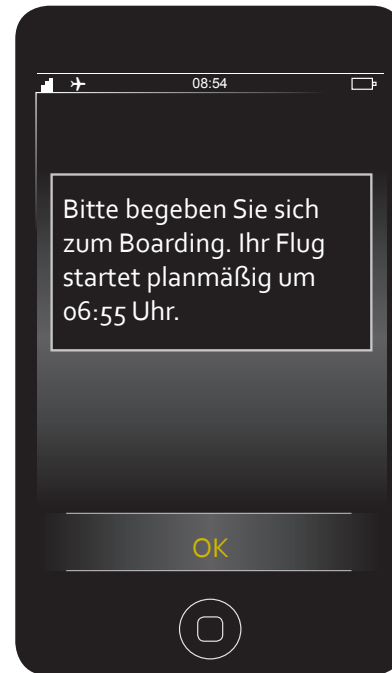 08:54
Bitte begeben Sie sich
zum Boarding. Ihr Flug
startet planmäßig um
06:55 Uhr.
OK